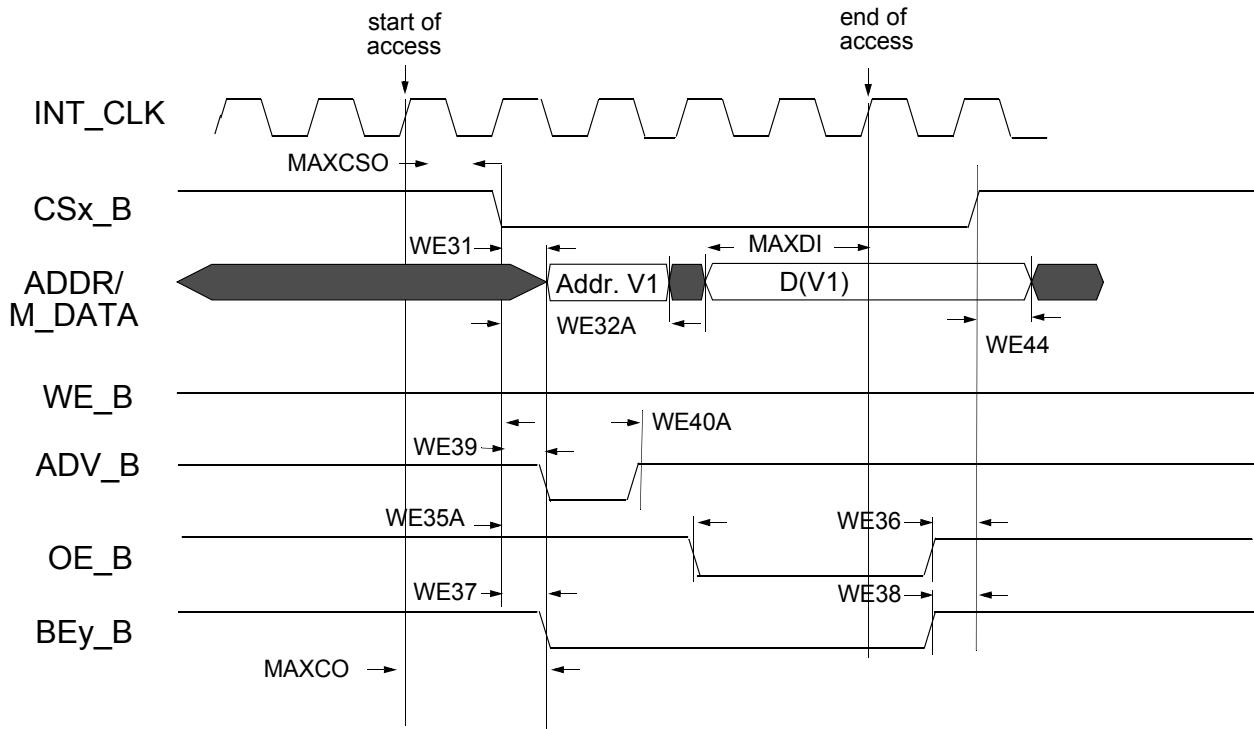 start of
access
end of
access
INT_CLK
MAXCSO
CSx_B
WE31
MAXDI
ADDR/
M_DATA
Addr. V1
D(V1)
WE32A
WE44
WE_B
WE40A
WE39
ADV_B
WE35A
WE36
OE_B
WE37
WE38
BEy_B
MAXCO